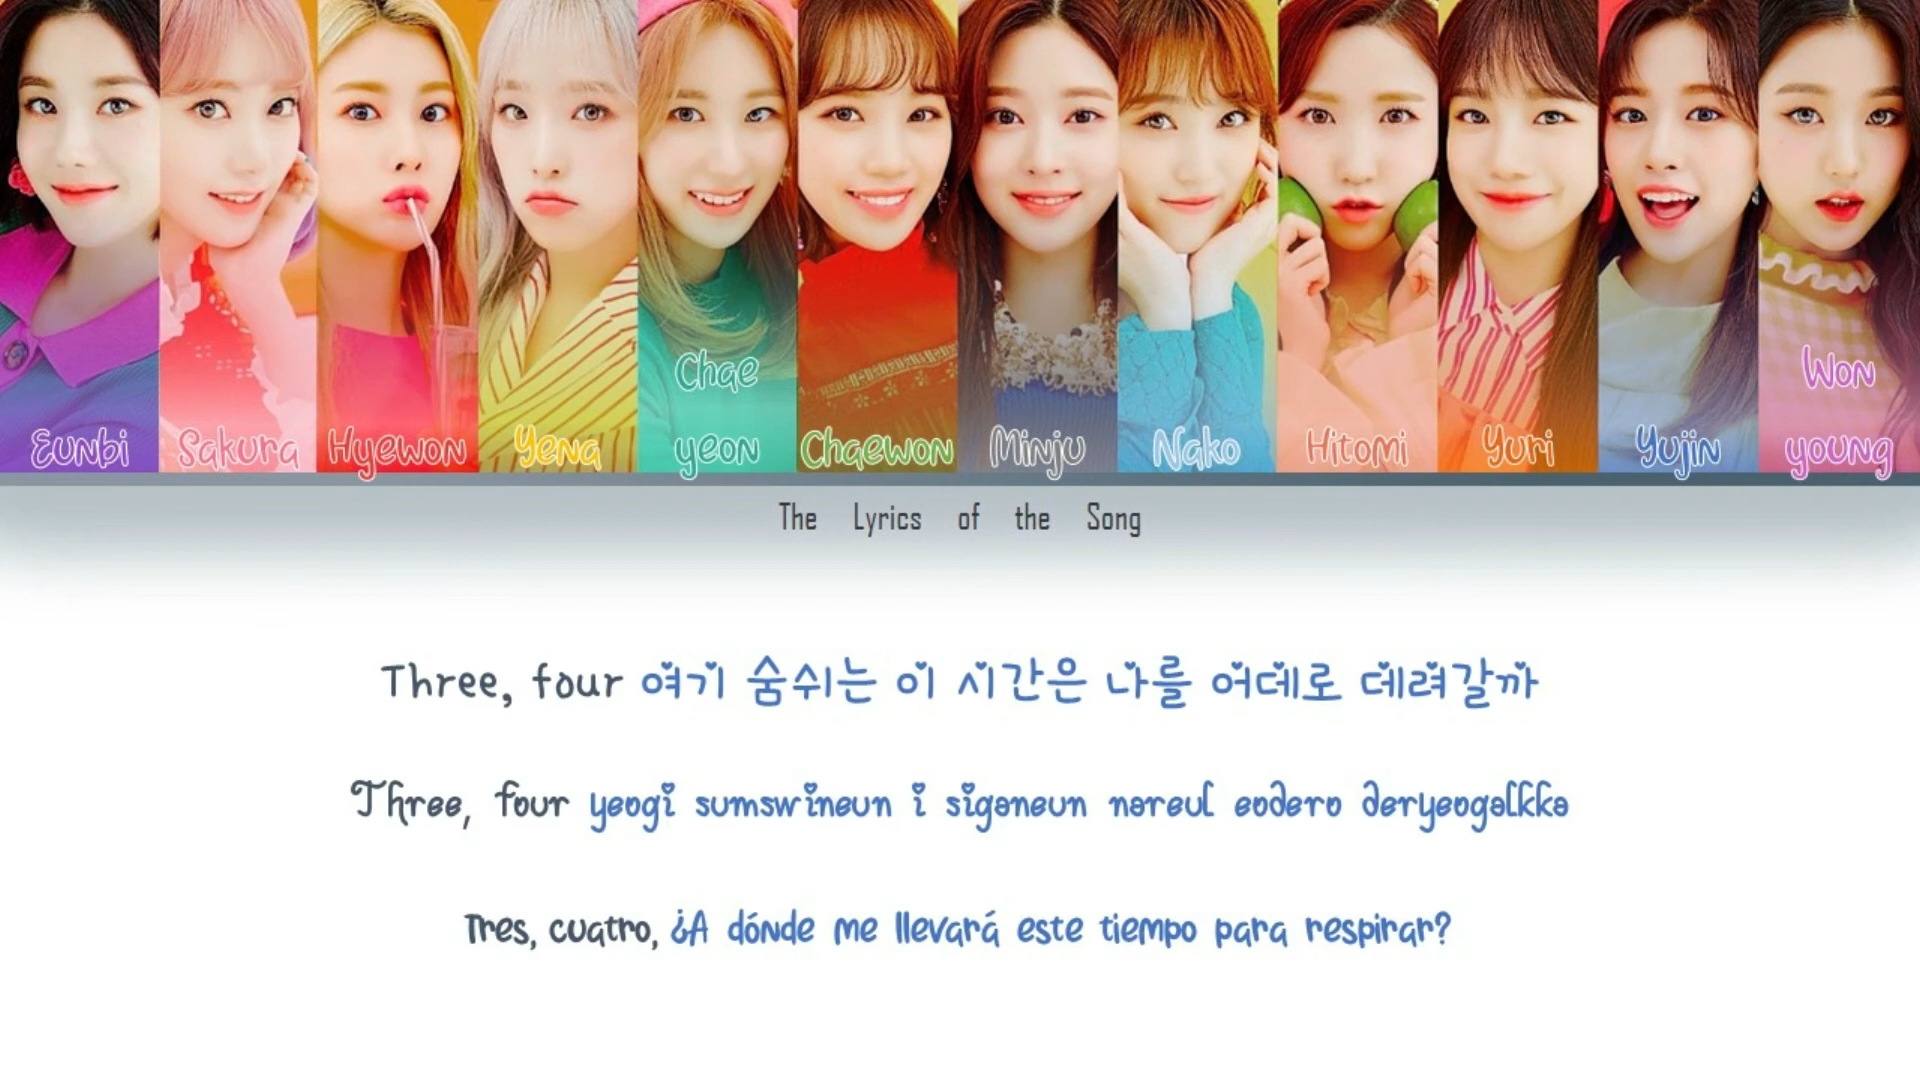 Eunbi Sakura Hyewon Yena Chae yeon Chaewon Minju Nako Hitomi Yuri Yujin Won young
The Lyrics of the Song
Three, four 여기 숨쉬는 이 시간은 나를 어데로 데려갈까
Three, four yeogi sumswineun i siganeun nareul eodero deryeogalkka
Tres, cuatro, ¿A dónde me llevará este tiempo para respirar?